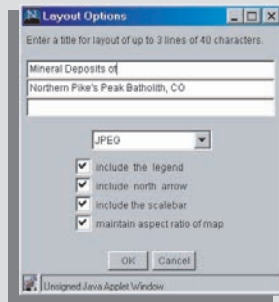 Layout Options
Enter a title for layout of up to 3 lines of 40 characters.
Mineral Deposits of
Northern Pike's Peak Batholith, CO
JPEG
include the legend
include north arrow
include the scalebar
maintain aspect ratio of map
OK Cancel
Unsigned Java Applet Window